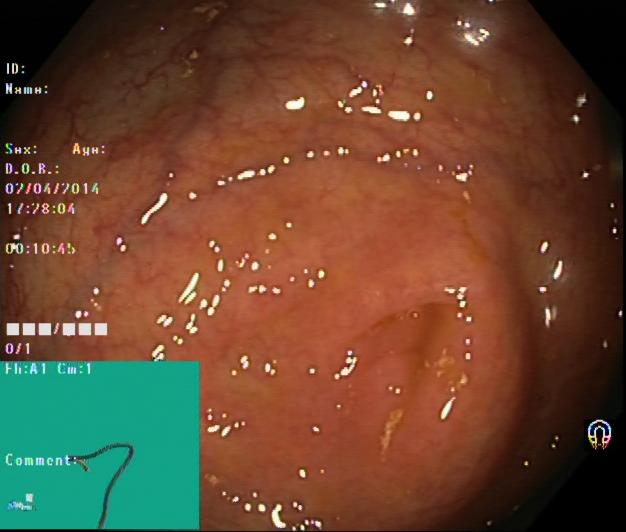 ID:
Name:
Sex: Age:
D.O.B.:
02/04/2014
17:28:04
00:10:45
■■■/■■■
0/1
Eh:A1 Cm:1
Comment: